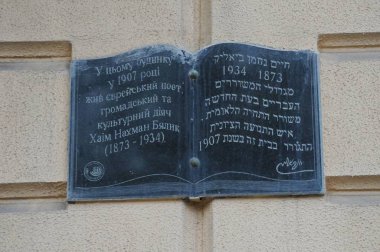 У цьому будинку
у 1907 році
жив єврейський поет,
громадський та
культурний діяч
Хаїм Нахман Бялик
(1873 - 1934)
חיים נחמן ביאליק
1934 1873
מגדולי המשוררים
העבריים בעת החדשה
משורר התחיה הלאומית
איש התנועה הציונית
התגורר בבית זה בשנת 1907